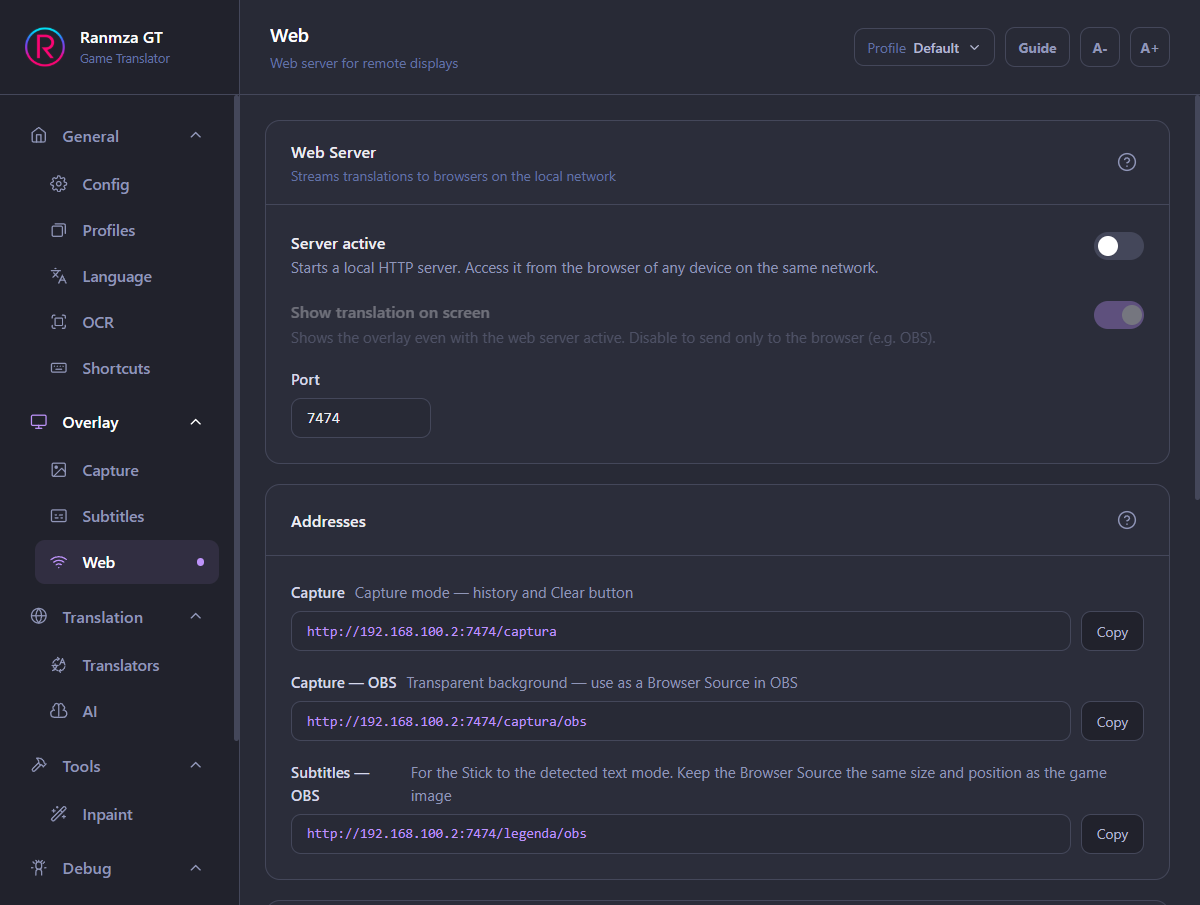 Ranmza GT
Game Translator
General
Config
Profiles
Language
OCR
Shortcuts
Overlay
Capture
Subtitles
Web
Translation
Translators
AI
Tools
Inpaint
Debug
Web
Web server for remote displays
Profile Default
Guide
A-
A+
Web Server
Streams translations to browsers on the local network
Server active
Starts a local HTTP server. Access it from the browser of any device on the same network.
Show translation on screen
Shows the overlay even with the web server active. Disable to send only to the browser (e.g. OBS).
Port
7474
Addresses
Capture Capture mode — history and Clear button
http://192.168.100.2:7474/captura
Copy
Capture — OBS Transparent background — use as a Browser Source in OBS
http://192.168.100.2:7474/captura/obs
Copy
Subtitles —
OBS
For the Stick to the detected text mode. Keep the Browser Source the same size and position as the game
image
http://192.168.100.2:7474/legenda/obs
Copy